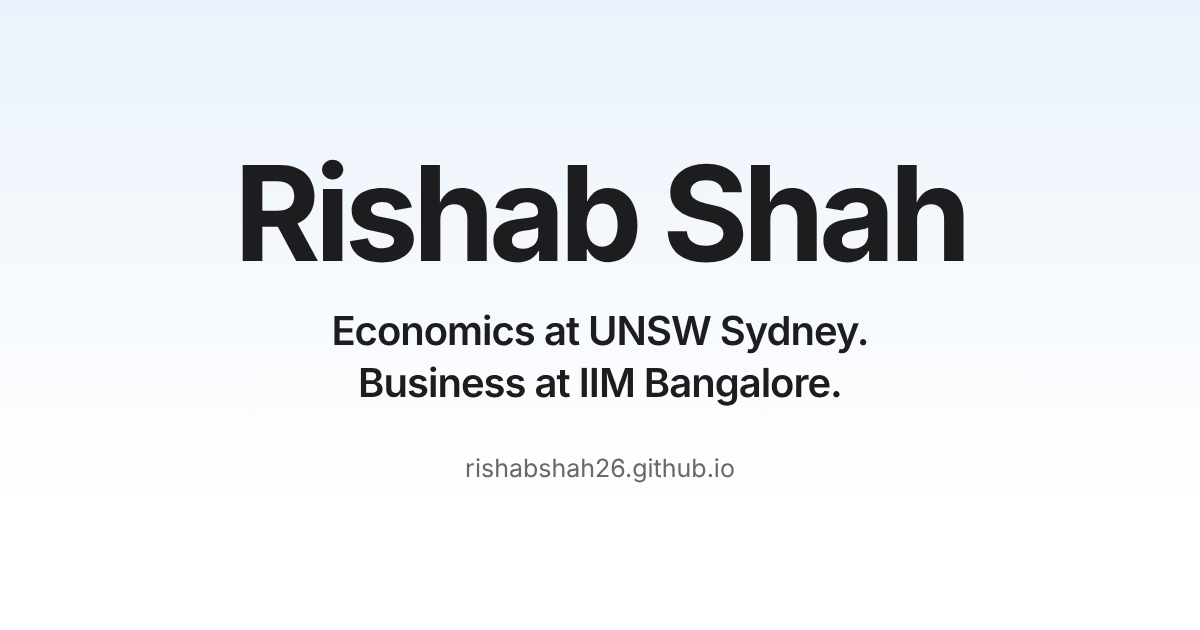 Rishab Shah
Economics at UNSW Sydney.
Business at IIM Bangalore.
rishabshah26.github.io